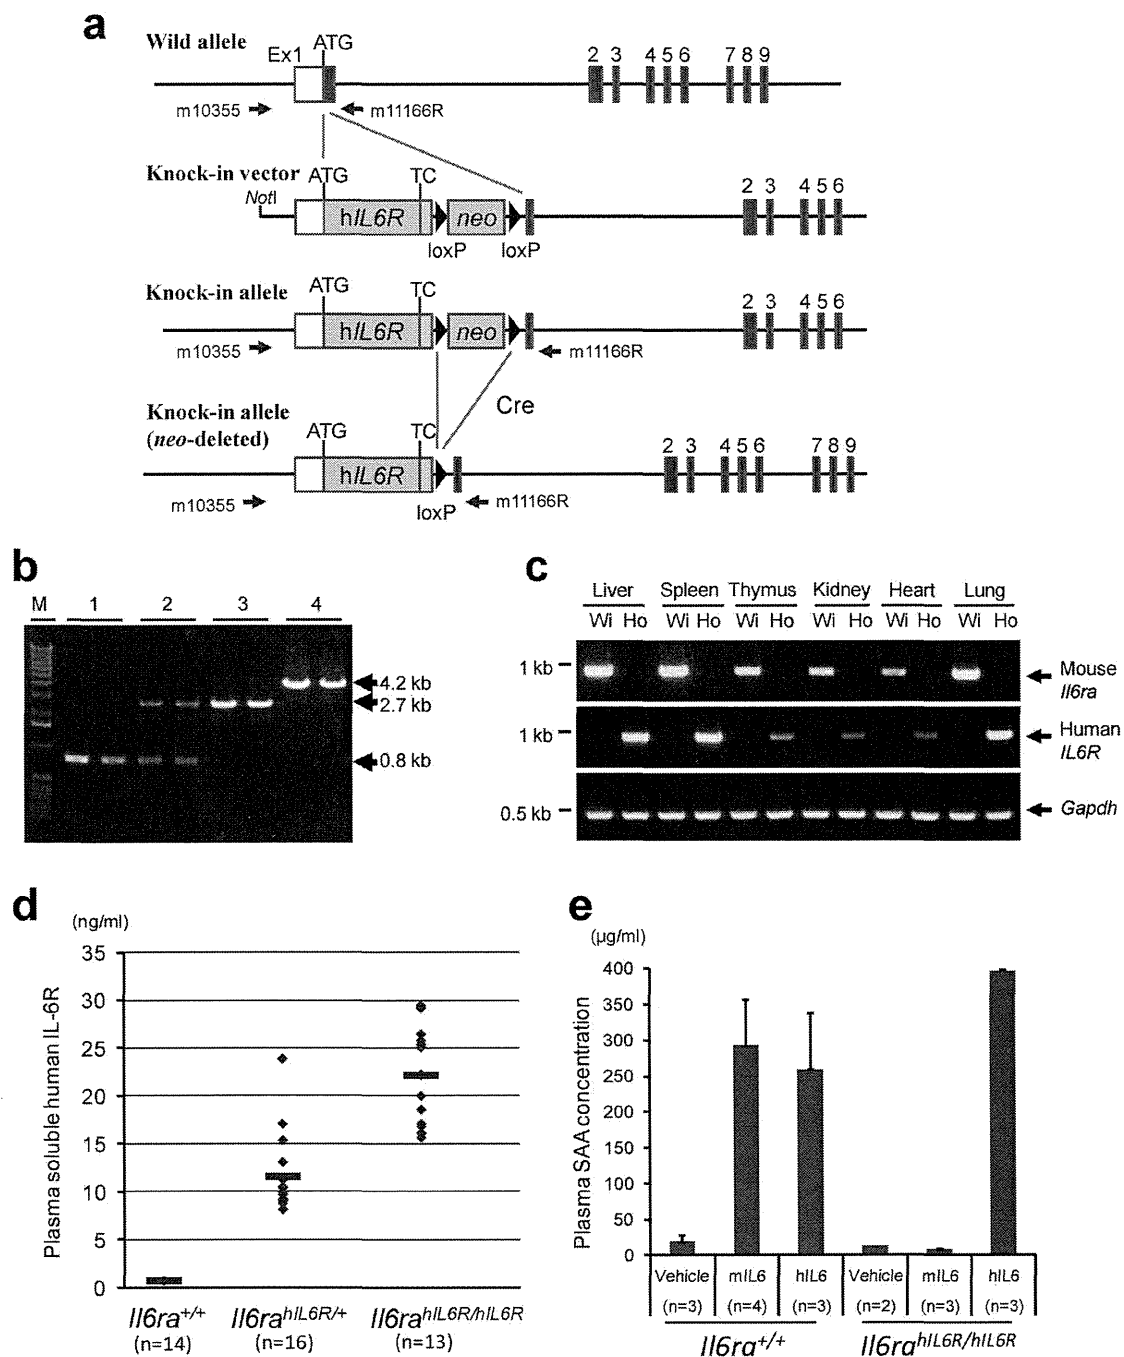 a
Wild allele
Ex1
ATG
2 3 4 5 6 7 8 9
m10355
m11166R
Knock-in vector
NotI
ATG
TC
hIL6R
neo
loxP
loxP
2 3 4 5 6
Knock-in allele
ATG
TC
hIL6R
neo
2 3 4 5 6
m10355
m11166R
Cre
Knock-in allele
(neo-deleted)
ATG
TC
hIL6R
2 3 4 5 6 7 8 9
m10355
loxP
m11166R
b
M 1 2 3 4
4.2 kb
2.7 kb
0.8 kb
c
Liver Spleen Thymus Kidney Heart Lung
Wi Ho Wi Ho Wi Ho Wi Ho Wi Ho Wi Ho
1 kb
Mouse
Il6ra
1 kb
Human
IL6R
0.5 kb
Gapdh
d
(ng/ml)
Plasma soluble human IL-6R
35
30
25
20
15
10
5
0
Il6ra+/+
(n=14)
Il6rahIL6R/+
(n=16)
Il6rahIL6R/hIL6R
(n=13)
e
(µg/ml)
Plasma SAA concentration
400
350
300
250
200
150
100
50
0
Vehicle mIL6 hIL6 Vehicle mIL6 hIL6
(n=3) (n=4) (n=3) (n=2) (n=3) (n=3)
Il6ra+/+
Il6rahIL6R/hIL6R